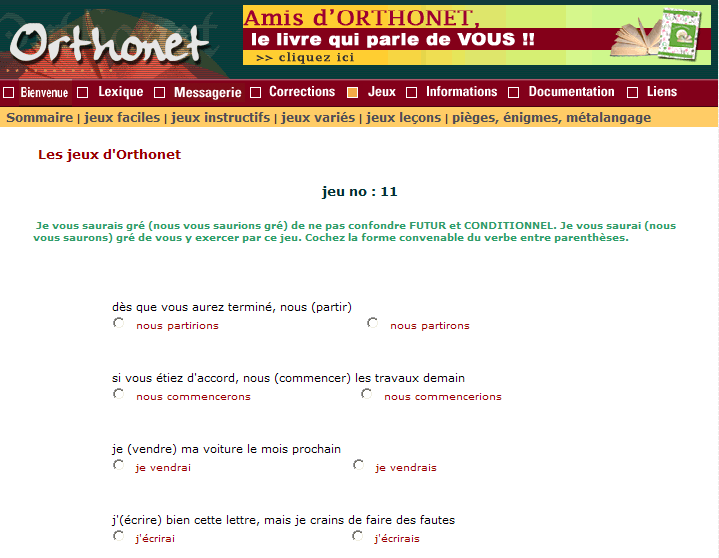 Orthonet
Amis d'ORTHONET,
le livre qui parle de VOUS !!
>> cliquez ici
Bienvenue Lexique Messagerie Corrections Jeux Informations Documentation Liens
Sommaire | jeux faciles | jeux instructifs | jeux variés | jeux leçons | pièges, énigmes, métalangage
Les jeux d'Orthonet
jeu no : 11
Je vous saurais gré (nous vous saurions gré) de ne pas confondre FUTUR et CONDITIONNEL. Je vous saurai (nous
vous saurons) gré de vous y exercer par ce jeu. Cochez la forme convenable du verbe entre parenthèses.
dès que vous aurez terminé, nous (partir)
nous partirions nous partirons
si vous étiez d'accord, nous (commencer) les travaux demain
nous commencerons nous commencerions
je (vendre) ma voiture le mois prochain
je vendrai je vendrais
j'(écrire) bien cette lettre, mais je crains de faire des fautes
j'écrirai j'écrirais